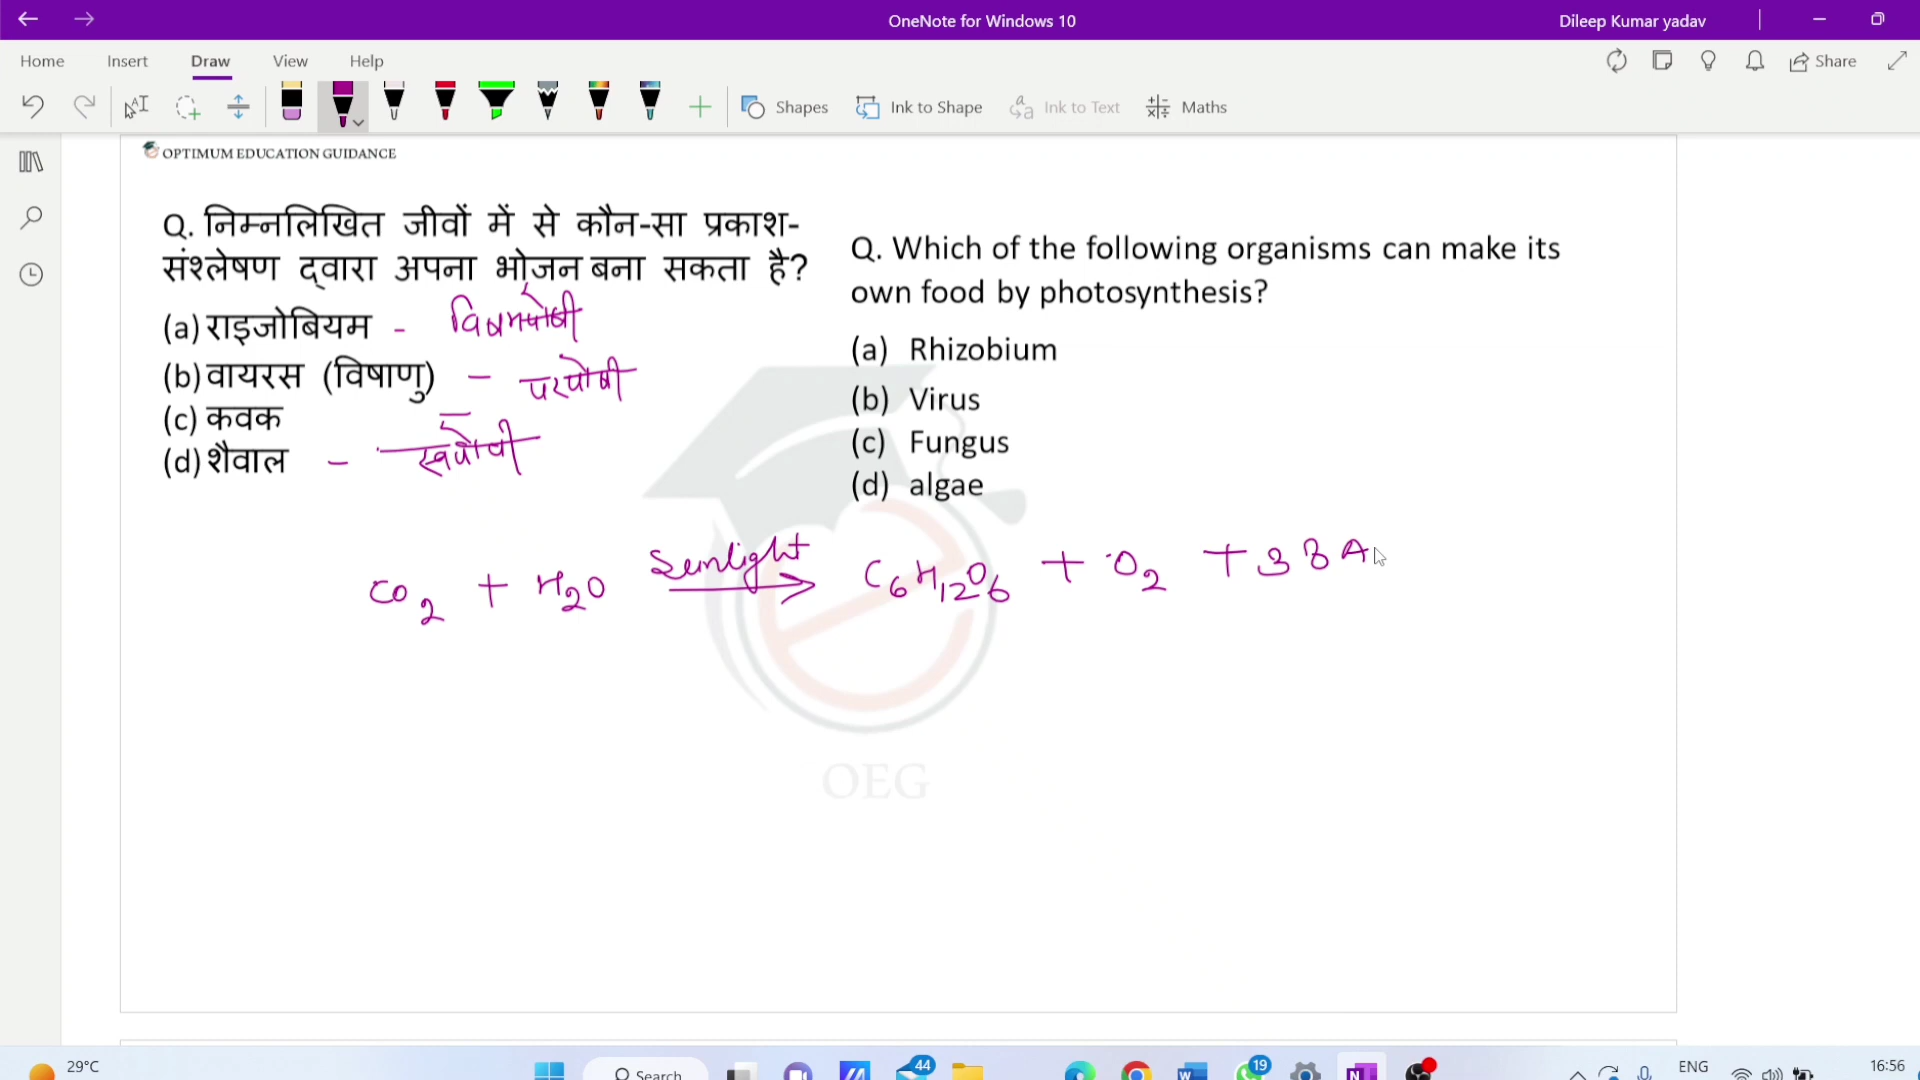 OneNote for Windows 10
Dileep Kumar yadav
Home Insert Draw View Help
Share
Shapes Ink to Shape Ink to Text Maths
OPTIMUM EDUCATION GUIDANCE
Q. निम्नलिखित जीवों में से कौन-सा प्रकाश-
संश्लेषण द्वारा अपना भोजन बना सकता है?
(a) राइजोबियम -
(b) वायरस (विषाणु) - परपोषी
(c) कवक -
(d) शैवाल - स्वपोषी
Q. Which of the following organisms can make its
own food by photosynthesis?
(a) Rhizobium
(b) Virus
(c) Fungus
(d) algae
CO2 + H2O Sunlight → C6H12O6 + O2 + 38 A
OEG
29°C
Search
44
19
ENG
16:56